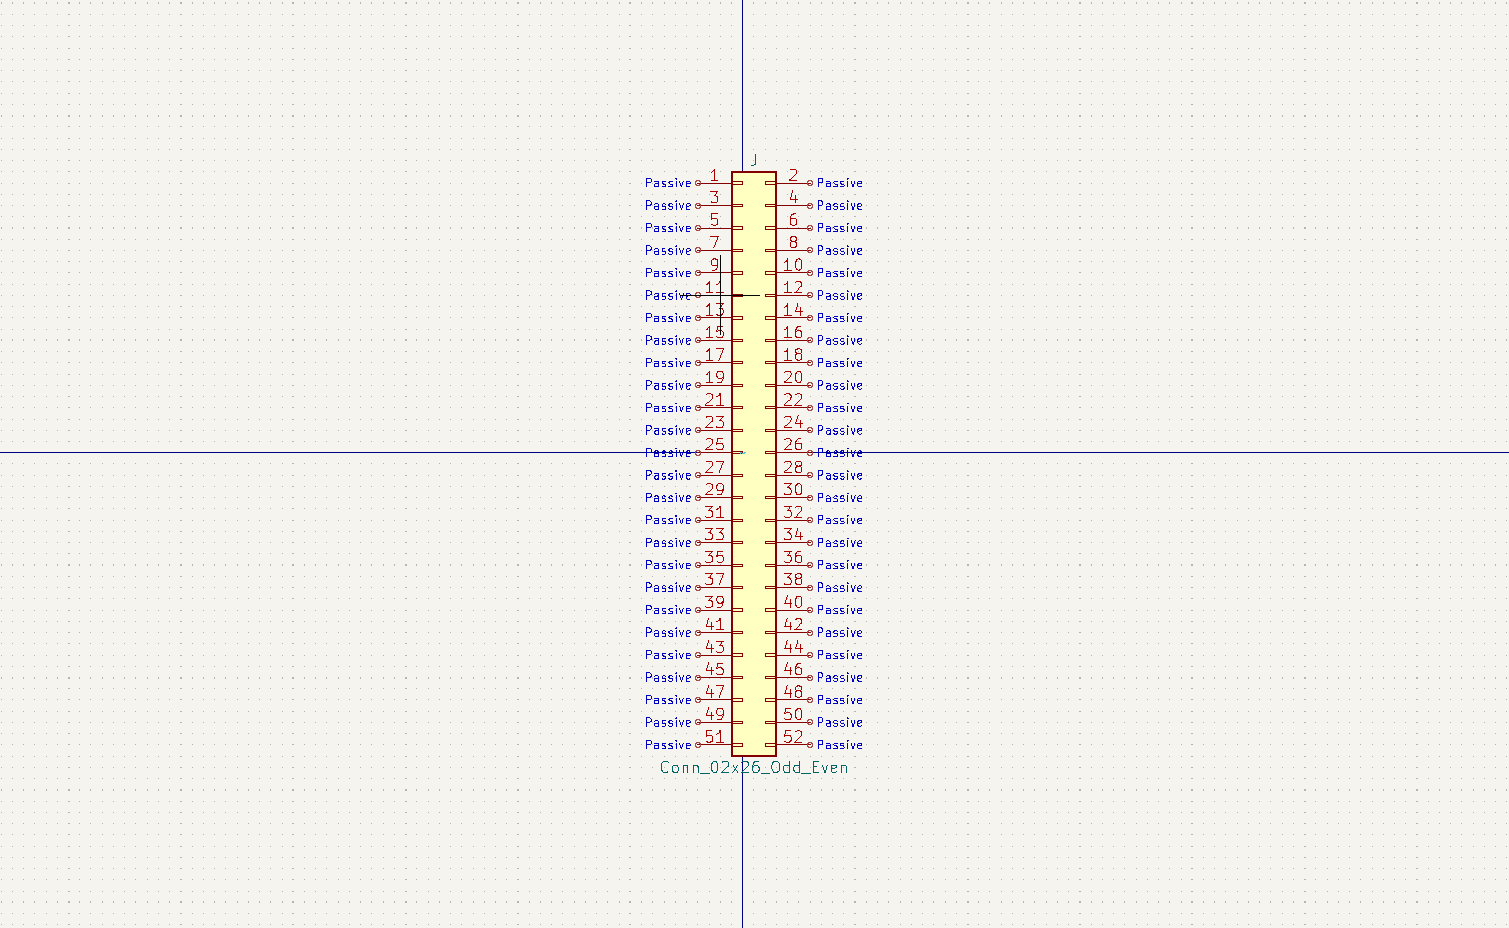 J
Passive 1 2 Passive
Passive 3 4 Passive
Passive 5 6 Passive
Passive 7 8 Passive
Passive 9 10 Passive
Passive 11 12 Passive
Passive 13 14 Passive
Passive 15 16 Passive
Passive 17 18 Passive
Passive 19 20 Passive
Passive 21 22 Passive
Passive 23 24 Passive
Passive 25 26 Passive
Passive 27 28 Passive
Passive 29 30 Passive
Passive 31 32 Passive
Passive 33 34 Passive
Passive 35 36 Passive
Passive 37 38 Passive
Passive 39 40 Passive
Passive 41 42 Passive
Passive 43 44 Passive
Passive 45 46 Passive
Passive 47 48 Passive
Passive 49 50 Passive
Passive 51 52 Passive
Conn_02x26_Odd_Even